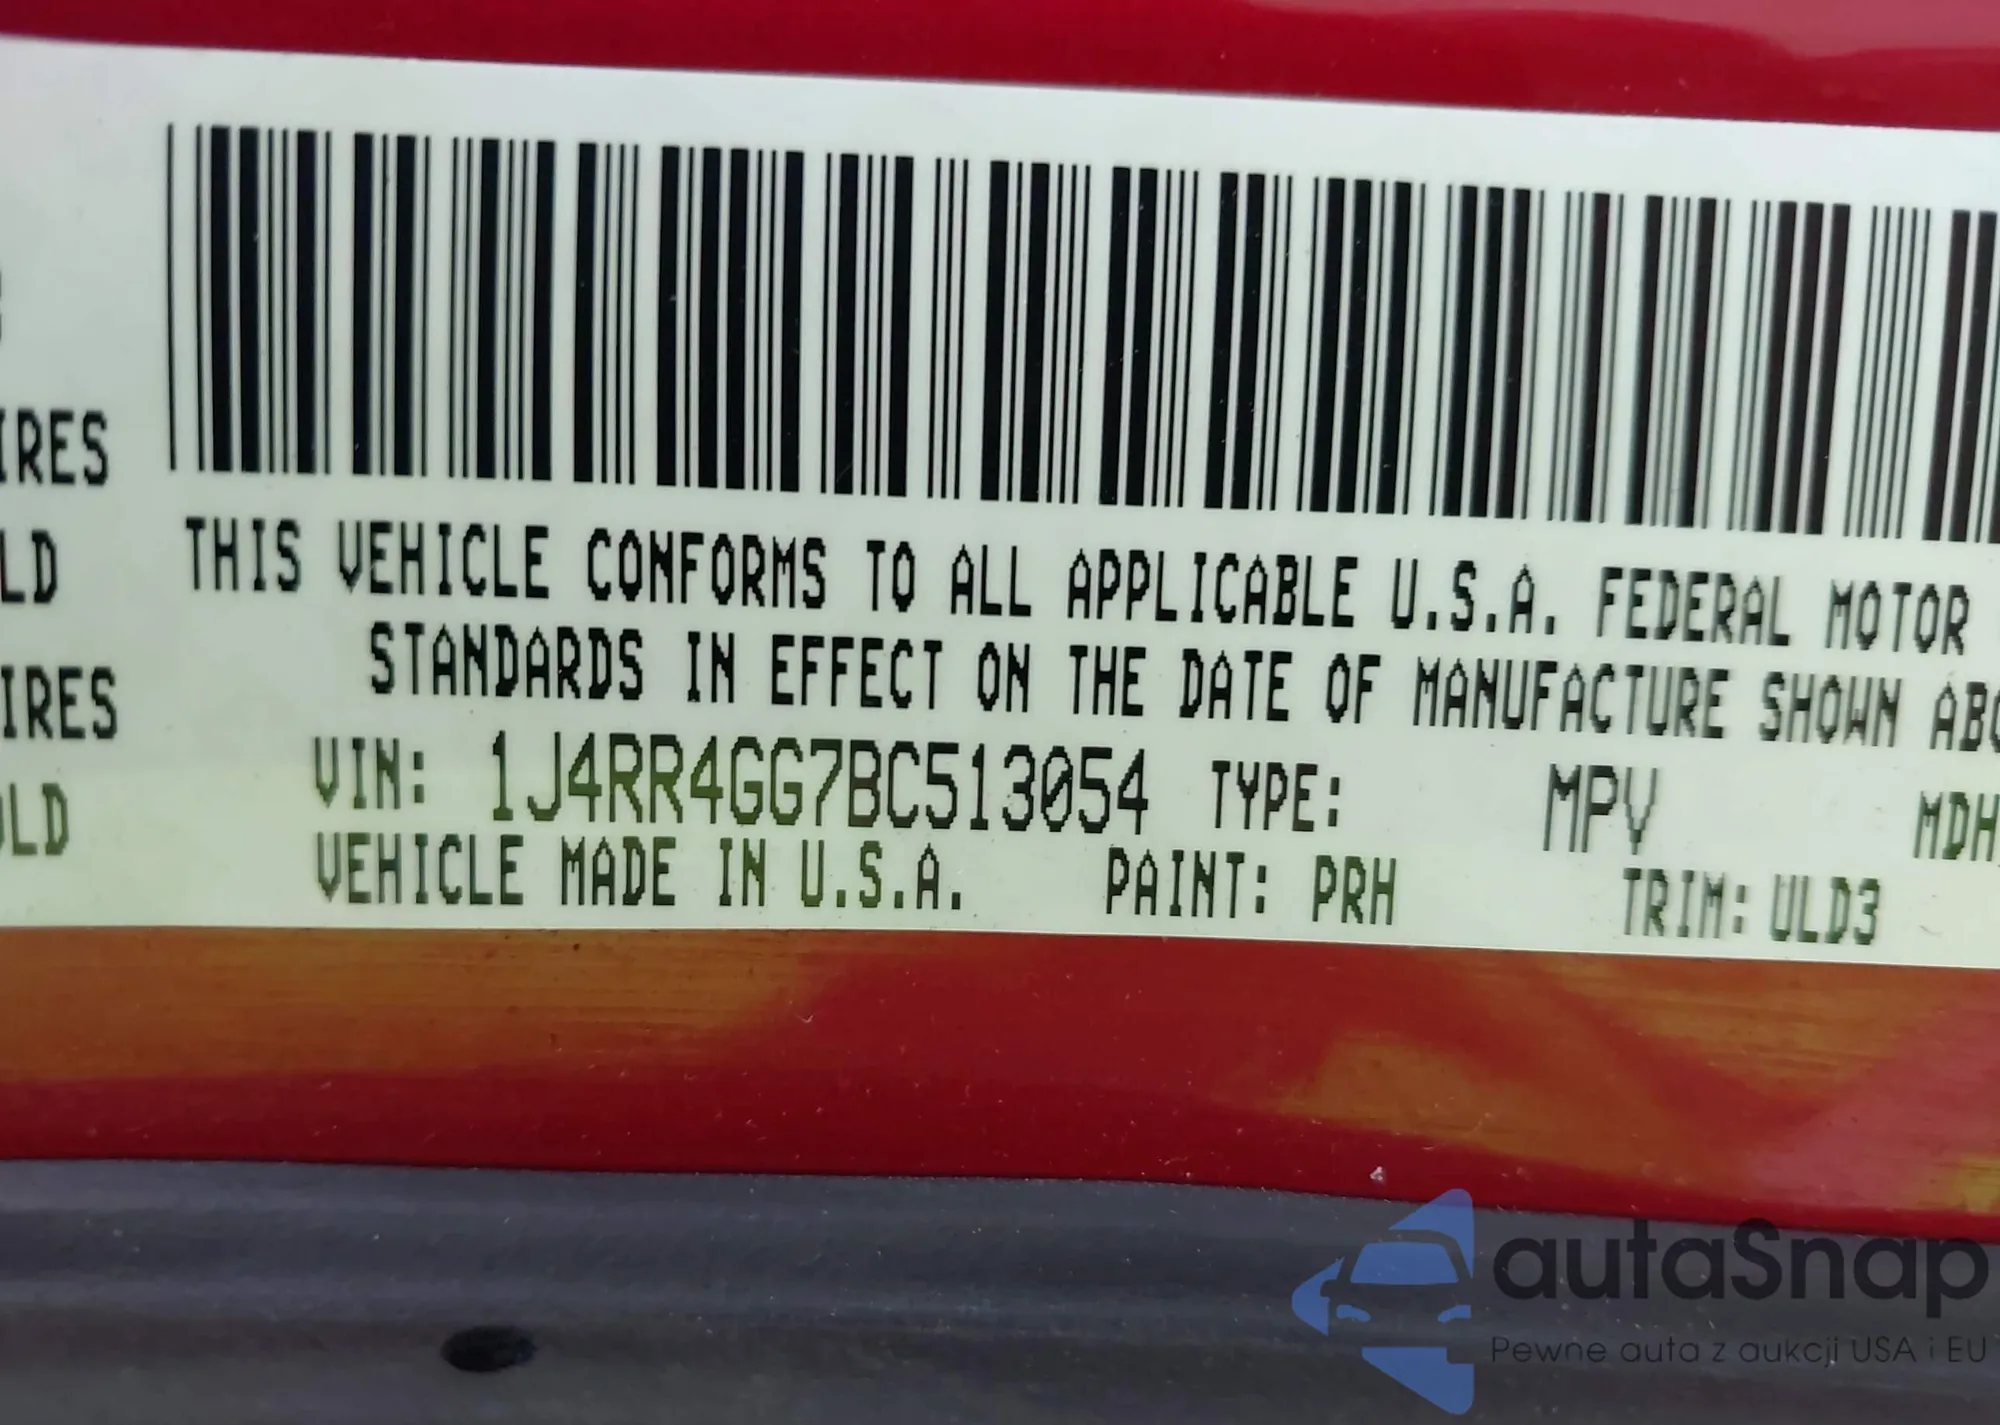 IRES
LD
IRES
LD
THIS VEHICLE CONFORMS TO ALL APPLICABLE U.S.A. FEDERAL MOTOR
STANDARDS IN EFFECT ON THE DATE OF MANUFACTURE SHOWN ABO
VIN: 1J4RR4GG7BC513054 TYPE: MPV MDH
VEHICLE MADE IN U.S.A. PAINT: PRH TRIM: ULD3
autaSnap
Pewne auta z aukcji USA i EU